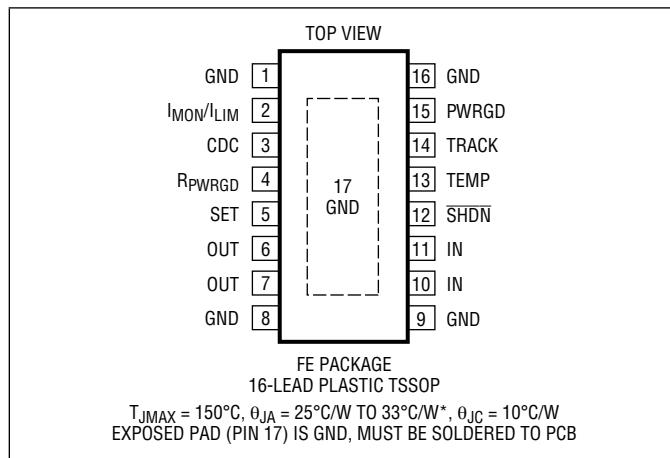 TOP VIEW
GND 1 16 GND
IMON/ILIM 2 15 PWRGD
CDC 3 14 TRACK
RPWRGD 4 13 TEMP
SET 5 12 SHDN
OUT 6 11 IN
OUT 7 10 IN
GND 8 9 GND
17
GND
FE PACKAGE
16-LEAD PLASTIC TSSOP
TJMAX = 150°C, θJA = 25°C/W TO 33°C/W*, θJC = 10°C/W
EXPOSED PAD (PIN 17) IS GND, MUST BE SOLDERED TO PCB